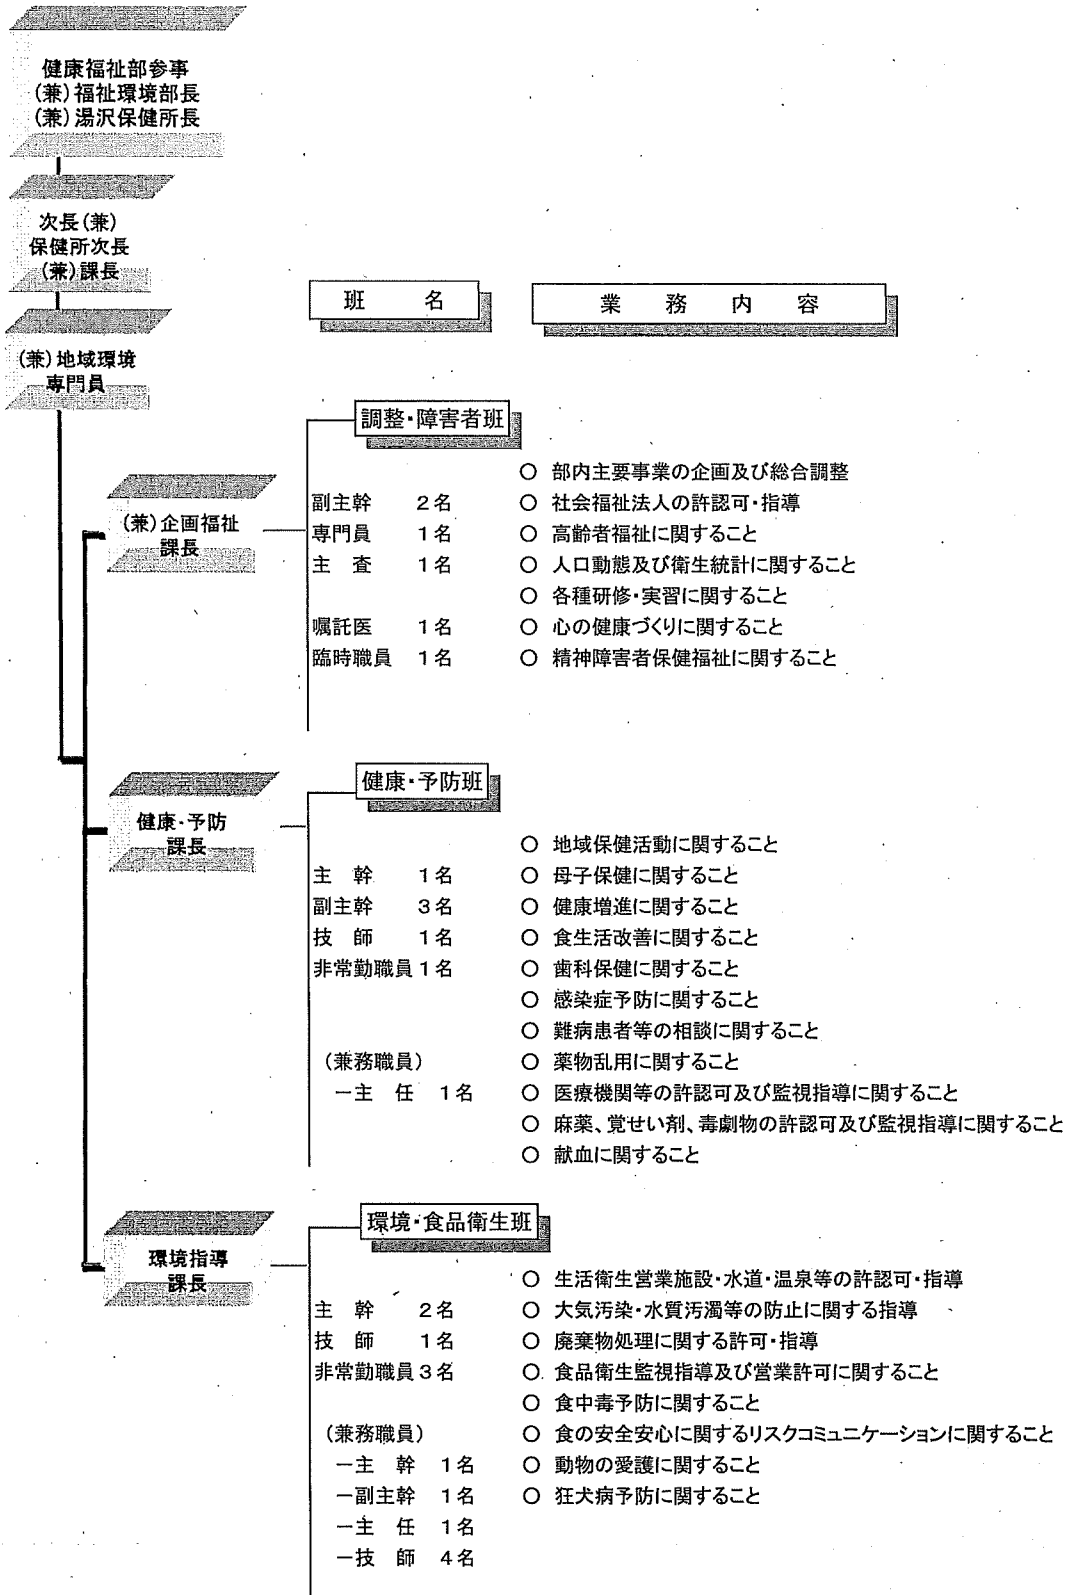 健康福祉部参事
(兼)福祉環境部長
(兼)湯沢保健所長
次長(兼)
保健所次長
(兼)課長
(兼)地域環境
専門員
班　名
業　務　内　容
調整・障害者班
(兼)企画福祉
課長
副主幹　2名
専門員　1名
主　査　1名
嘱託医　1名
臨時職員　1名
○ 部内主要事業の企画及び総合調整
○ 社会福祉法人の許認可・指導
○ 高齢者福祉に関すること
○ 人口動態及び衛生統計に関すること
○ 各種研修・実習に関すること
○ 心の健康づくりに関すること
○ 精神障害者保健福祉に関すること
健康・予防班
健康・予防
課長
主　幹　1名
副主幹　3名
技　師　1名
非常勤職員 1名
(兼務職員)
－主　任　1名
○ 地域保健活動に関すること
○ 母子保健に関すること
○ 健康増進に関すること
○ 食生活改善に関すること
○ 歯科保健に関すること
○ 感染症予防に関すること
○ 難病患者等の相談に関すること
○ 薬物乱用に関すること
○ 医療機関等の許認可及び監視指導に関すること
○ 麻薬、覚せい剤、毒劇物の許認可及び監視指導に関すること
○ 献血に関すること
環境・食品衛生班
環境指導
課長
主　幹　2名
技　師　1名
非常勤職員 3名
(兼務職員)
－主　幹　1名
－副主幹　1名
－主　任　1名
－技　師　4名
○ 生活衛生営業施設・水道・温泉等の許認可・指導
○ 大気汚染・水質汚濁等の防止に関する指導
○ 廃棄物処理に関する許可・指導
○ 食品衛生監視指導及び営業許可に関すること
○ 食中毒予防に関すること
○ 食の安全安心に関するリスクコミュニケーションに関すること
○ 動物の愛護に関すること
○ 狂犬病予防に関すること